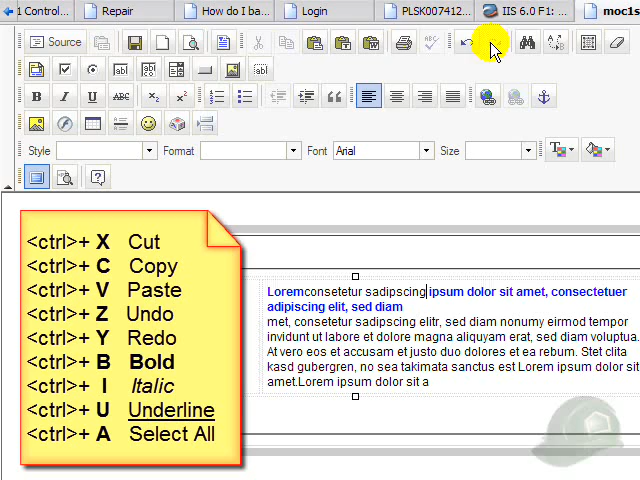 1 Control... Repair How do I ba... Login PLSK007412... IIS 6.0 F1: ... moc1s
Source
B I U ABC x2 x2
Style Format Font Arial Size
<ctrl>+ X Cut
<ctrl>+ C Copy
<ctrl>+ V Paste
<ctrl>+ Z Undo
<ctrl>+ Y Redo
<ctrl>+ B Bold
<ctrl>+ I Italic
<ctrl>+ U Underline
<ctrl>+ A Select All
Loremconsetetur sadipscing ipsum dolor sit amet, consectetuer
adipiscing elit, sed diam
met, consetetur sadipscing elitr, sed diam nonumy eirmod tempor
invidunt ut labore et dolore magna aliquyam erat, sed diam voluptua.
At vero eos et accusam et justo duo dolores et ea rebum. Stet clita
kasd gubergren, no sea takimata sanctus est Lorem ipsum dolor sit
amet.Lorem ipsum dolor sit a